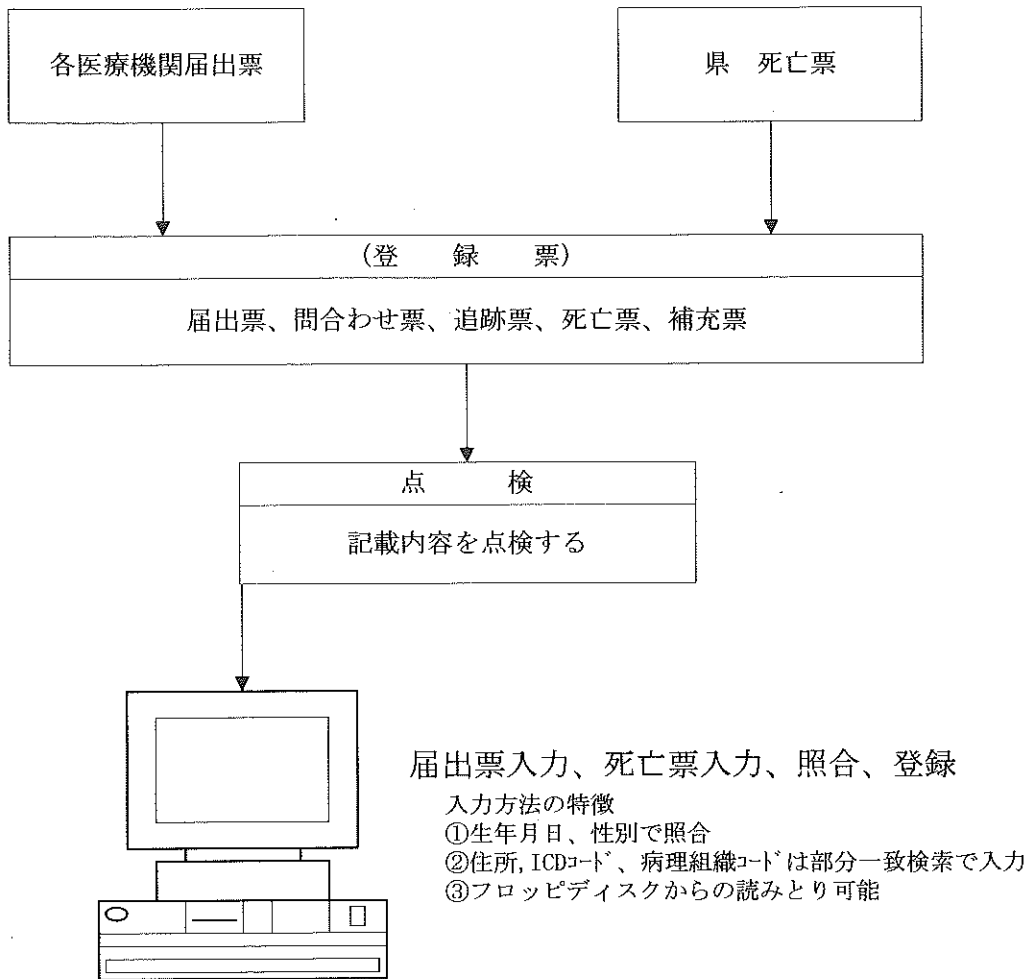 各医療機関届出票
県　死亡票
(登　録　票)
届出票、問合わせ票、追跡票、死亡票、補充票
点　検
記載内容を点検する
届出票入力、死亡票入力、照合、登録
入力方法の特徴
①生年月日、性別で照合
②住所,ICDｺｰﾄﾞ、病理組織ｺｰﾄﾞは部分一致検索で入力
③フロッピディスクからの読みとり可能